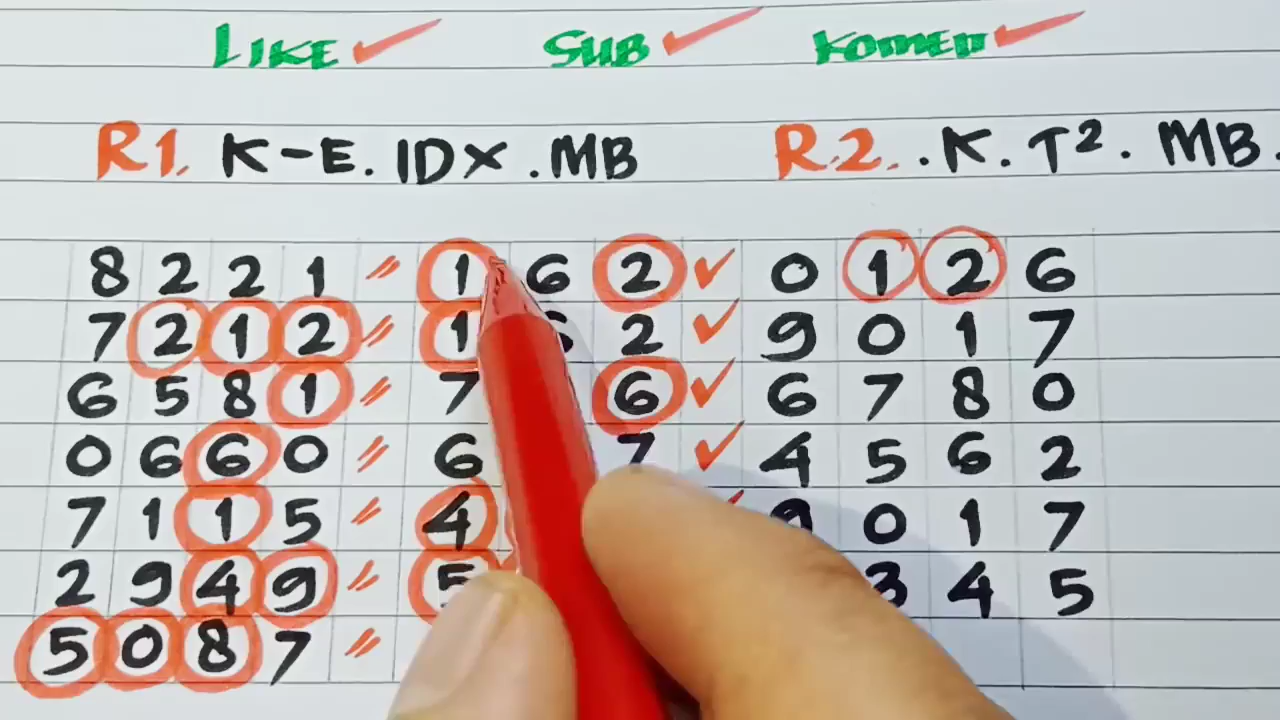 LIKE SUB KOMEN
R1. K-E. IDX .MB R.2. .K. T². MB.
8 2 2 1 1 6 2 0 1 2 6
7 2 1 2 1 2 9 0 1 7
6 5 8 1 7 6 6 7 8 0
0 6 6 0 6 7 4 5 6 2
7 1 1 5 4 0 1 7
2 9 4 9 5 3 4 5
5 0 8 7